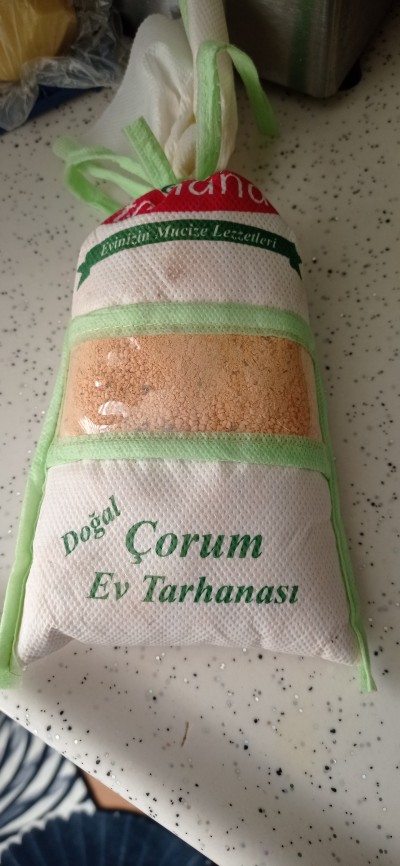 Evinizin Mucize Lezzetleri
Doğal
Çorum
Ev Tarhanası